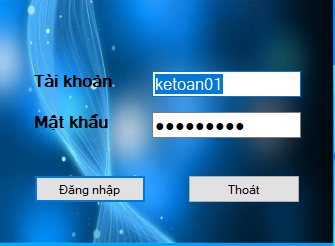 Tài khoản ketoan01
Mật khẩu ●●●●●●●●●
Đăng nhập Thoát